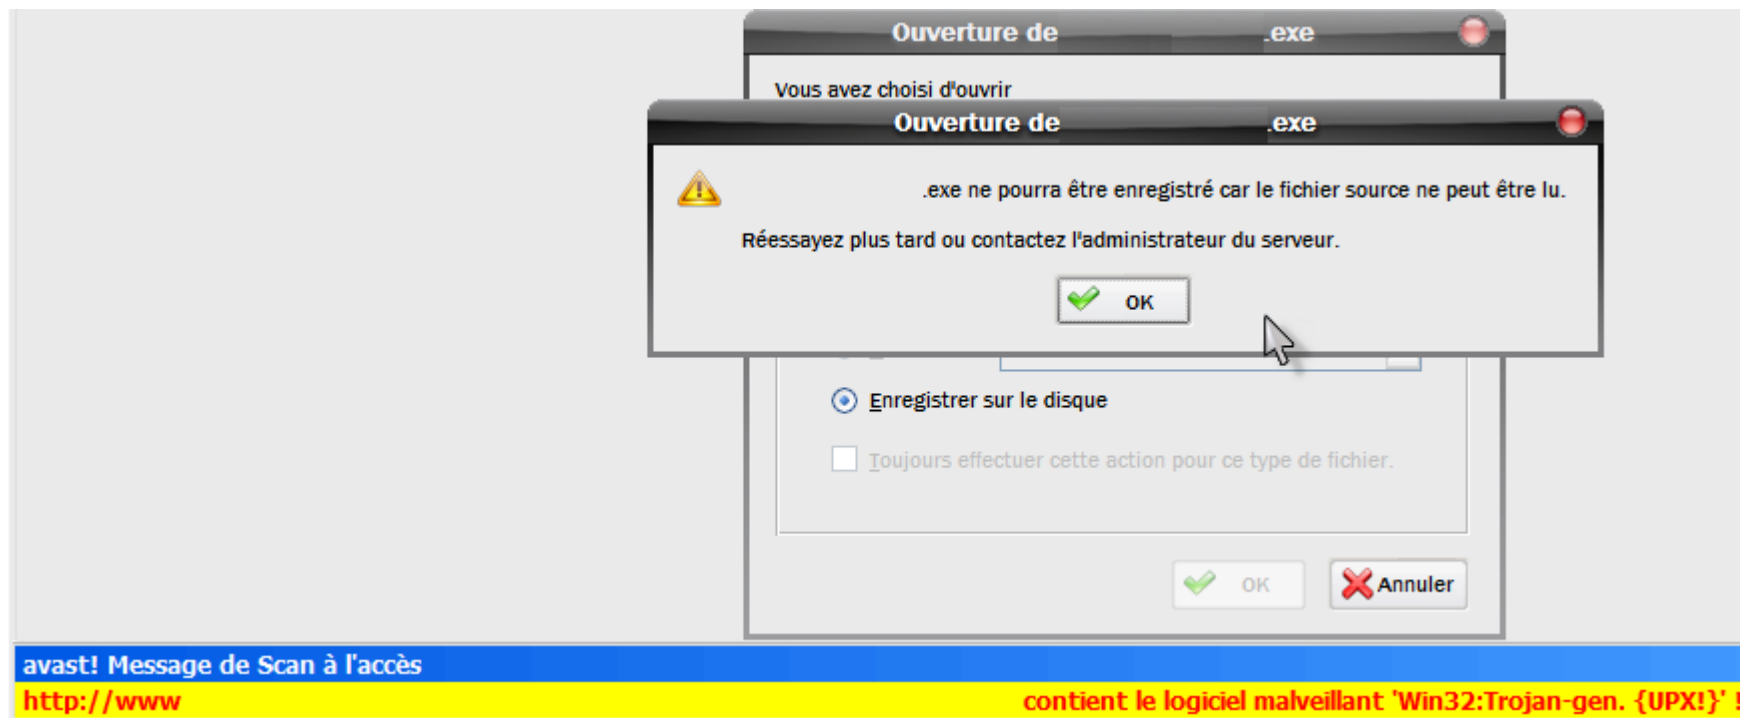 Ouverture de .exe
Vous avez choisi d'ouvrir
Ouverture de .exe
.exe ne pourra être enregistré car le fichier source ne peut être lu.
Réessayez plus tard ou contactez l'administrateur du serveur.
OK
Enregistrer sur le disque
Toujours effectuer cette action pour ce type de fichier.
OK Annuler
avast! Message de Scan à l'accès
http://www contient le logiciel malveillant 'Win32:Trojan-gen. {UPX!}' !